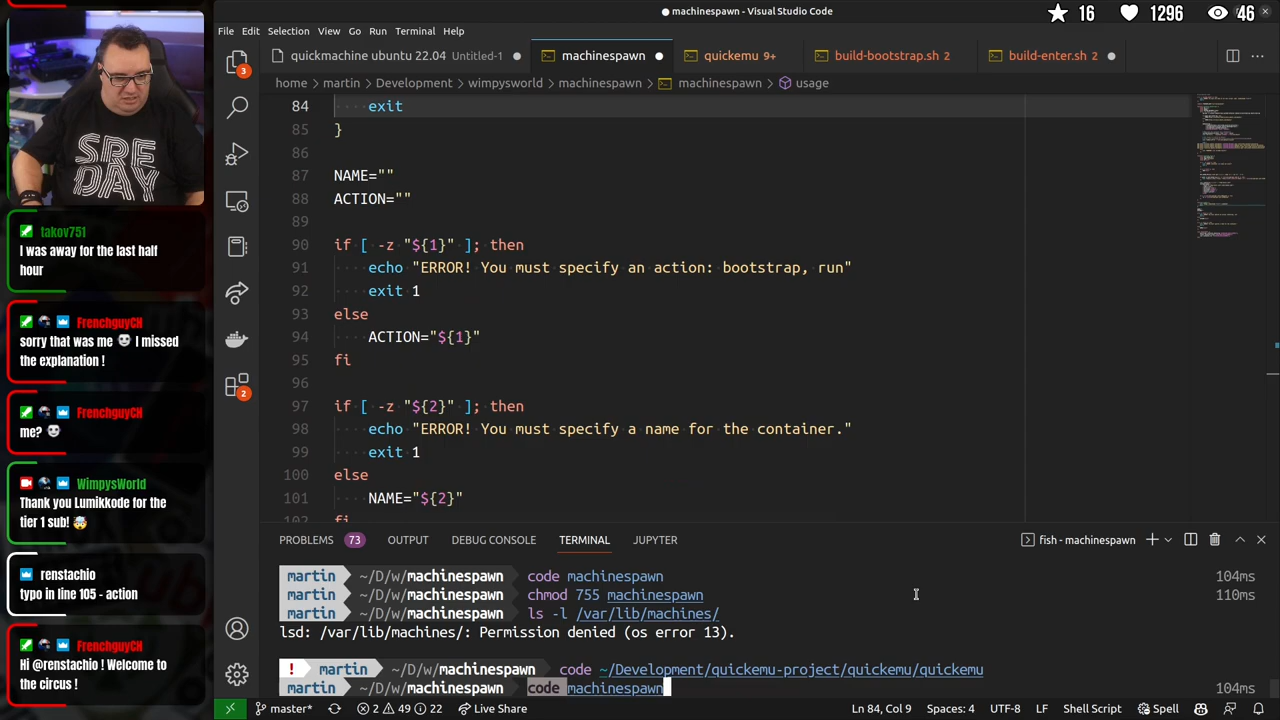 machinespawn - Visual Studio Code
16 1296 46
File Edit Selection View Go Run Terminal Help
quickmachine ubuntu 22.04 Untitled-1 machinespawn quickemu 9+ build-bootstrap.sh 2 build-enter.sh 2
home > martin > Development > wimpysworld > machinespawn > machinespawn > usage
84 exit
85 }
86
87 NAME=""
88 ACTION=""
89
90 if [ -z "${1}" ]; then
91 echo "ERROR! You must specify an action: bootstrap, run"
92 exit 1
93 else
94 ACTION="${1}"
95 fi
96
97 if [ -z "${2}" ]; then
98 echo "ERROR! You must specify a name for the container."
99 exit 1
100 else
101 NAME="${2}"
102 fi
3
2
SRE
DAY
takov751
I was away for the last half
hour
FrenchguyCH
sorry that was me I missed
the explanation !
FrenchguyCH
me?
WimpysWorld
Thank you Lumikkode for the
tier 1 sub!
renstachio
typo in line 105 - action
FrenchguyCH
Hi @renstachio ! Welcome to
the circus !
PROBLEMS 73 OUTPUT DEBUG CONSOLE TERMINAL JUPYTER fish - machinespawn
martin ~/D/w/machinespawn code machinespawn 104ms
martin ~/D/w/machinespawn chmod 755 machinespawn 110ms
martin ~/D/w/machinespawn ls -l /var/lib/machines/
lsd: /var/lib/machines/: Permission denied (os error 13).
! martin ~/D/w/machinespawn code ~/Development/quickemu-project/quickemu/quickemu
martin ~/D/w/machinespawn code machinespawn 104ms
master* 2 49 22 Live Share Ln 84, Col 9 Spaces: 4 UTF-8 LF Shell Script Spell